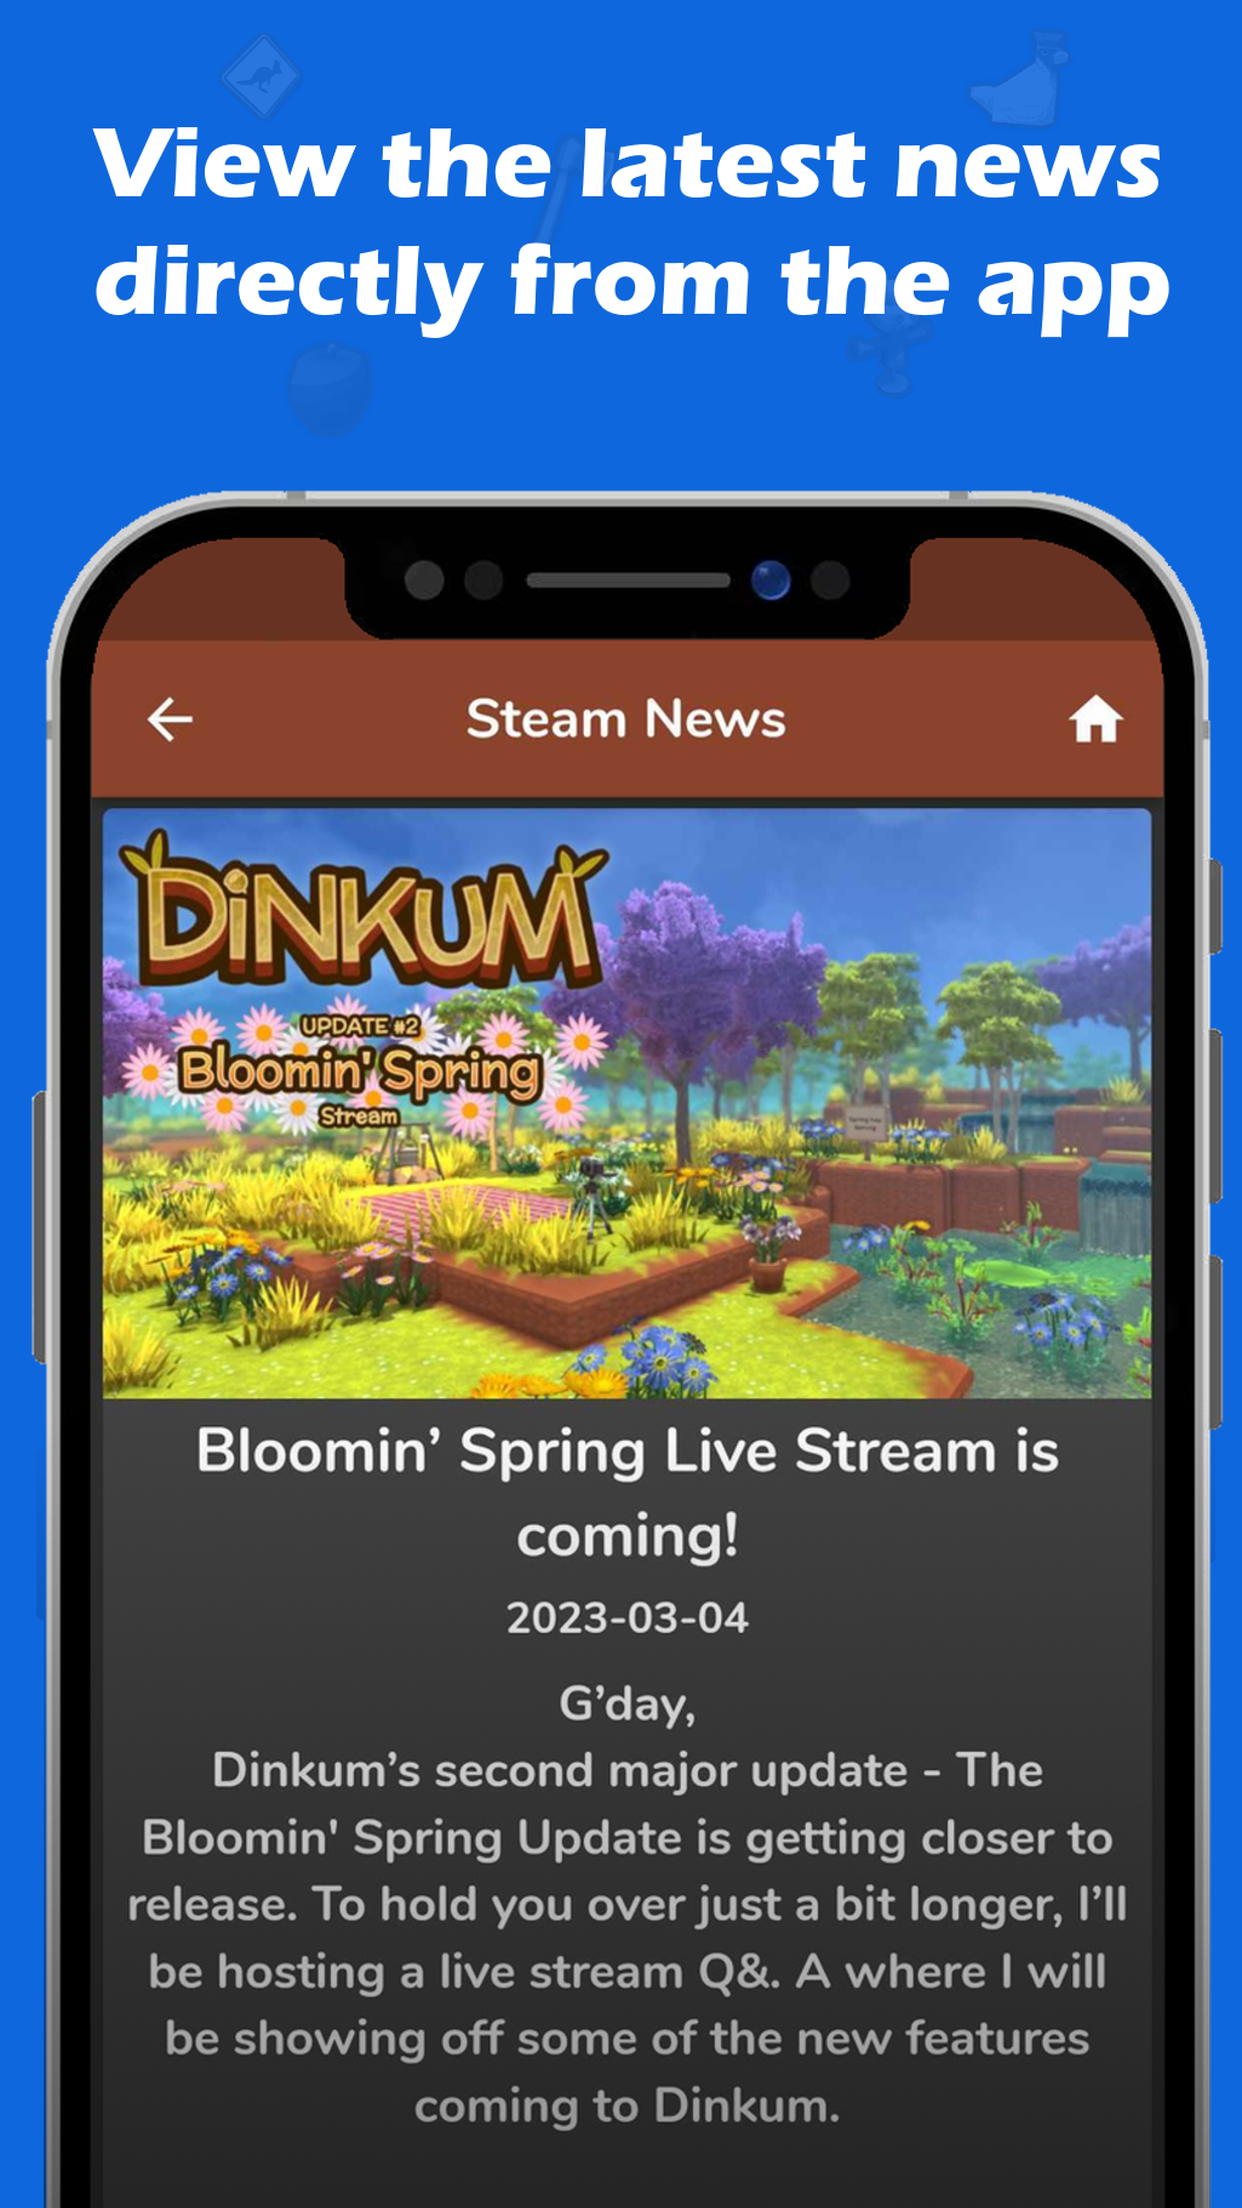 View the latest news
directly from the app
Steam News
DiNKUM
UPDATE #2
Bloomin' Spring
Stream
Bloomin’ Spring Live Stream is
coming!
2023-03-04
G’day,
Dinkum’s second major update - The
Bloomin' Spring Update is getting closer to
release. To hold you over just a bit longer, I’ll
be hosting a live stream Q&. A where I will
be showing off some of the new features
coming to Dinkum.